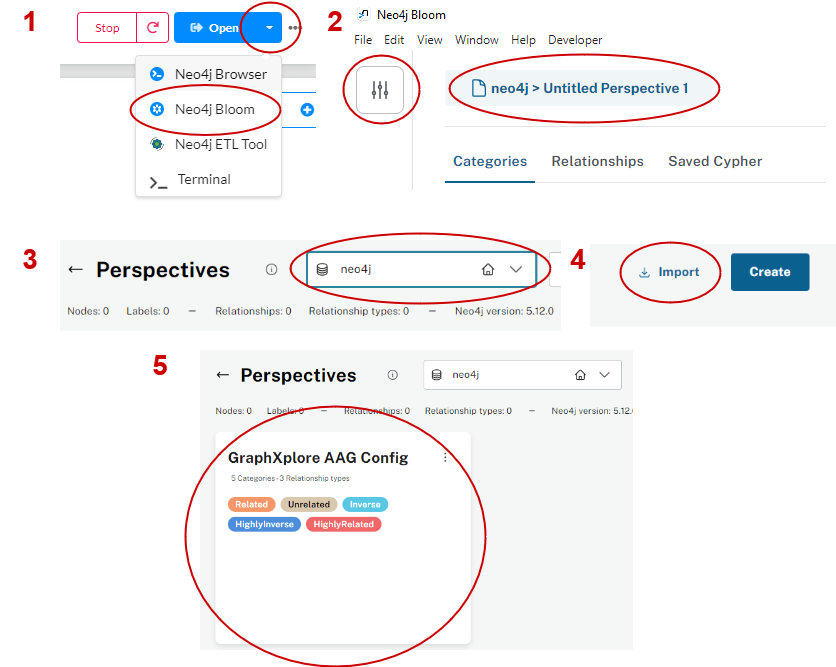 1
Stop
Open
Neo4j Browser
Neo4j Bloom
Neo4j ETL Tool
Terminal
2
Neo4j Bloom
File Edit View Window Help Developer
neo4j > Untitled Perspective 1
Categories Relationships Saved Cypher
3
Perspectives
neo4j
Nodes: 0 Labels: 0 – Relationships: 0 Relationship types: 0 – Neo4j version: 5.12.0
4
Import
Create
5
Perspectives
neo4j
Nodes: 0 Labels: 0 – Relationships: 0 Relationship types: 0 – Neo4j version: 5.12.
GraphXplore AAG Config
5 Categories • 3 Relationship types
Related Unrelated Inverse
HighlyInverse HighlyRelated